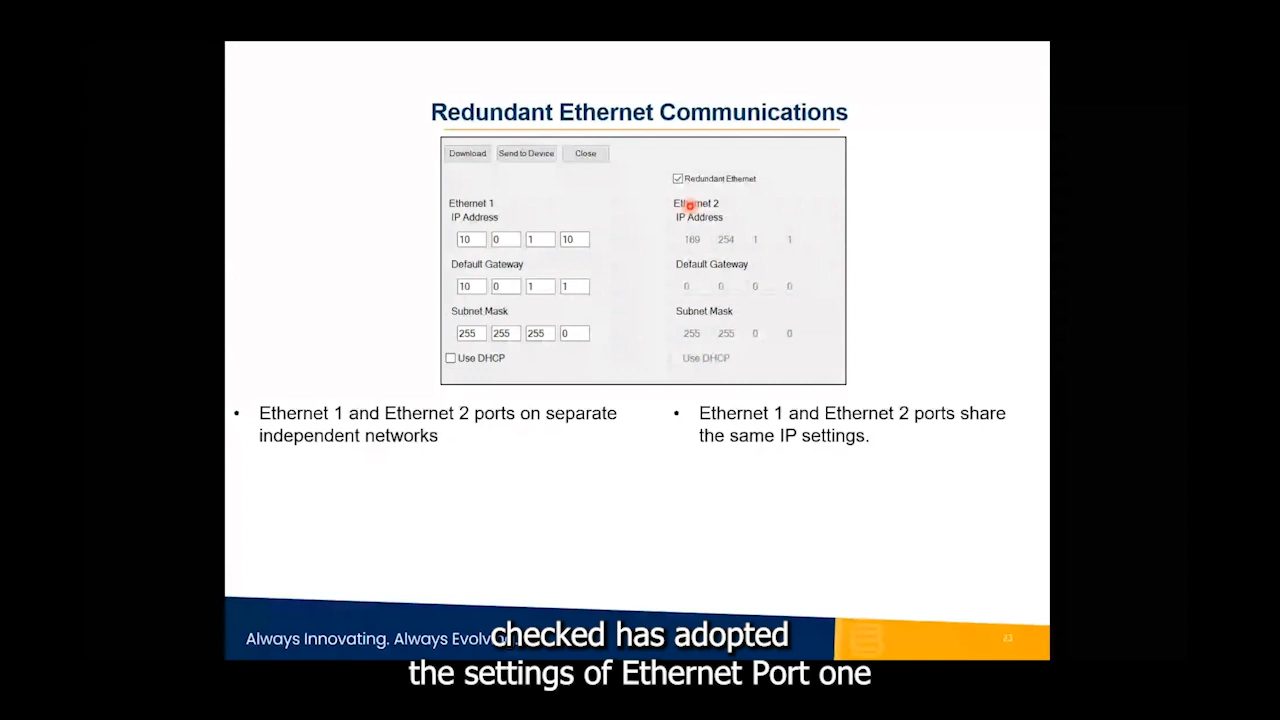 Redundant Ethernet Communications
Download Send to Device Close
Redundant Ethernet
Ethernet 1
IP Address
10 0 1 10
Default Gateway
10 0 1 1
Subnet Mask
255 255 255 0
Use DHCP
Ethernet 2
IP Address
169 254 1 1
Default Gateway
0 0 0 0
Subnet Mask
255 255 0 0
Use DHCP
• Ethernet 1 and Ethernet 2 ports on separate
independent networks
• Ethernet 1 and Ethernet 2 ports share
the same IP settings.
Always Innovating. Always Evolving.
checked has adopted
the settings of Ethernet Port one